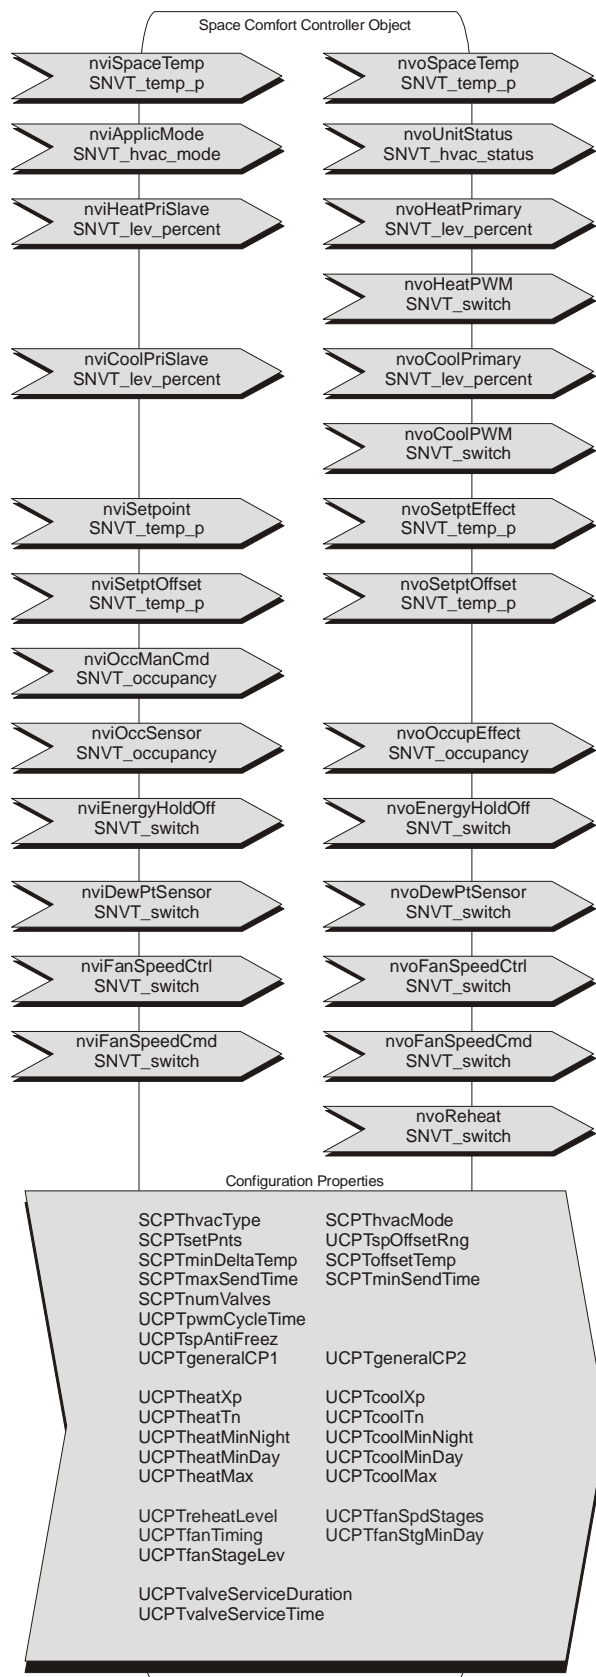 Space Comfort Controller Object
nviSpaceTemp
SNVT_temp_p
nvoSpaceTemp
SNVT_temp_p
nviApplicMode
SNVT_hvac_mode
nvoUnitStatus
SNVT_hvac_status
nviHeatPriSlave
SNVT_lev_percent
nvoHeatPrimary
SNVT_lev_percent
nvoHeatPWM
SNVT_switch
nviCoolPriSlave
SNVT_lev_percent
nvoCoolPrimary
SNVT_lev_percent
nvoCoolPWM
SNVT_switch
nviSetpoint
SNVT_temp_p
nvoSetptEffect
SNVT_temp_p
nviSetptOffset
SNVT_temp_p
nvoSetptOffset
SNVT_temp_p
nviOccManCmd
SNVT_occupancy
nviOccSensor
SNVT_occupancy
nvoOccupEffect
SNVT_occupancy
nviEnergyHoldOff
SNVT_switch
nvoEnergyHoldOff
SNVT_switch
nviDewPtSensor
SNVT_switch
nvoDewPtSensor
SNVT_switch
nviFanSpeedCtrl
SNVT_switch
nvoFanSpeedCtrl
SNVT_switch
nviFanSpeedCmd
SNVT_switch
nvoFanSpeedCmd
SNVT_switch
nvoReheat
SNVT_switch
Configuration Properties
SCPThvacType SCPThvacMode
SCPTsetPnts UCPTspOffsetRng
SCPTminDeltaTemp SCPToffsetTemp
SCPTmaxSendTime SCPTminSendTime
SCPTnumValves
UCPTpwmCycleTime
UCPTspAntiFreez
UCPTgeneralCP1 UCPTgeneralCP2
UCPTheatXp UCPTcoolXp
UCPTheatTn UCPTcoolTn
UCPTheatMinNight UCPTcoolMinNight
UCPTheatMinDay UCPTcoolMinDay
UCPTheatMax UCPTcoolMax
UCPTreheatLevel UCPTfanSpdStages
UCPTfanTiming UCPTfanStgMinDay
UCPTfanStageLev
UCPTvalveServiceDuration
UCPTvalveServiceTime